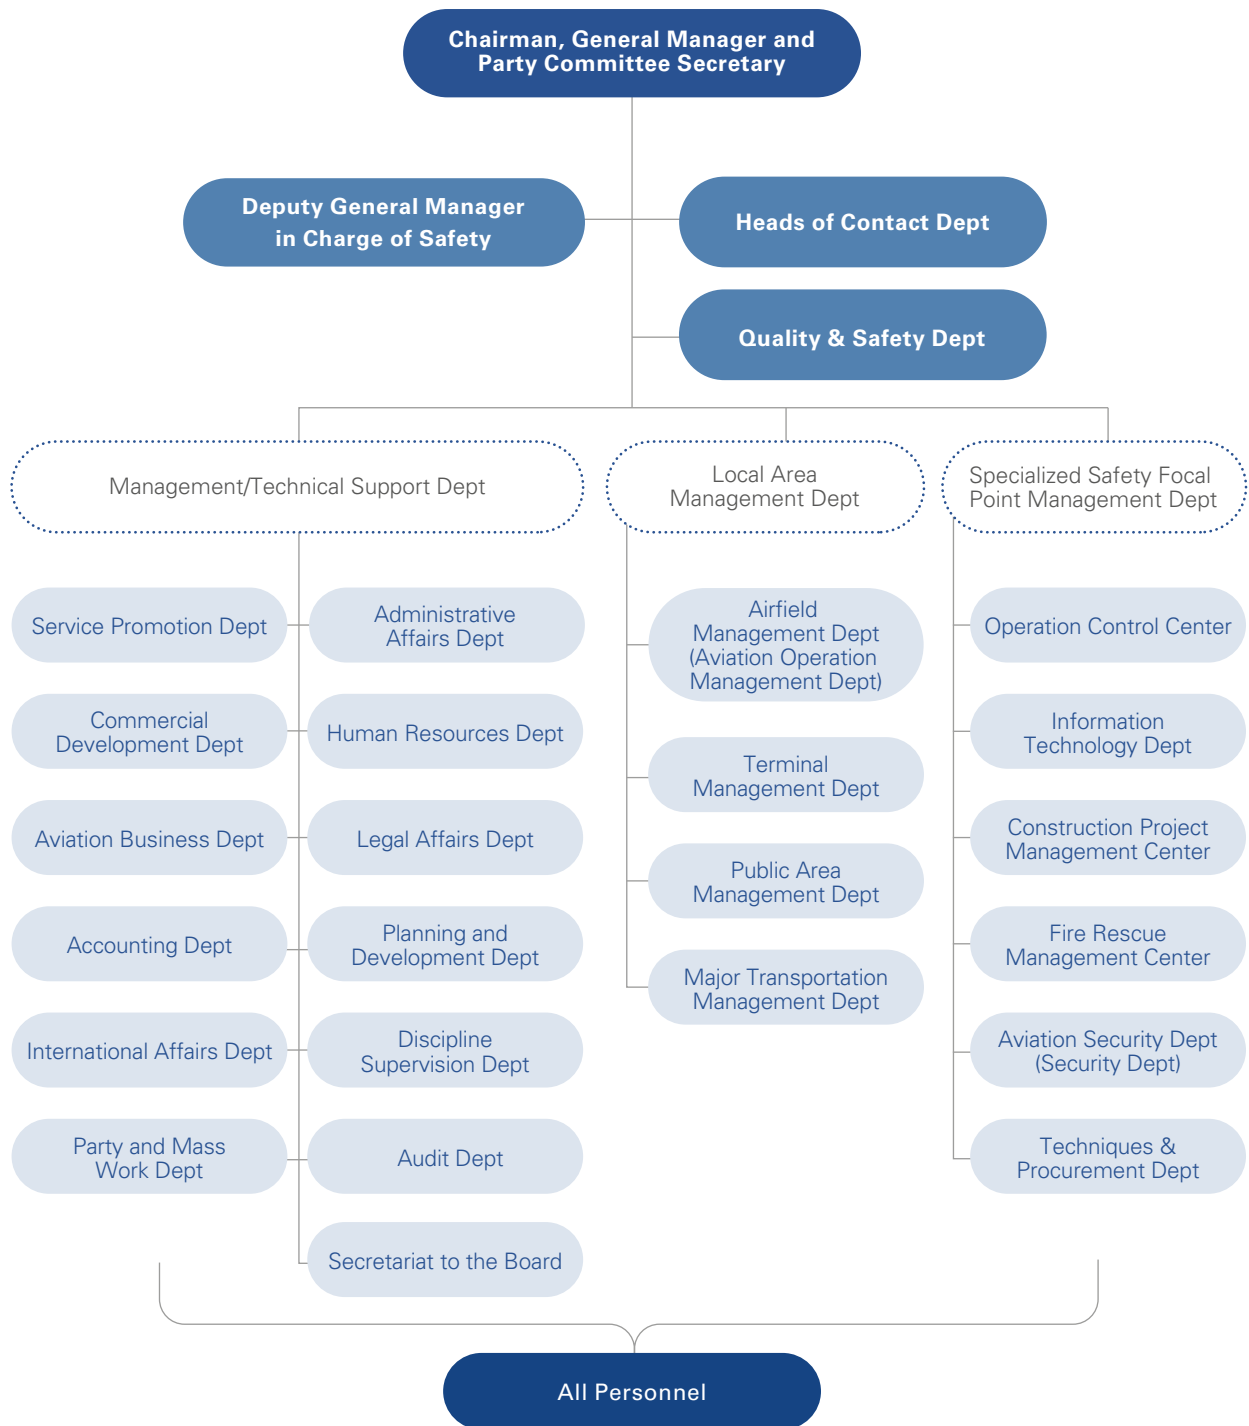 Chairman, General Manager and
Party Committee Secretary
Deputy General Manager
in Charge of Safety
Heads of Contact Dept
Quality & Safety Dept
Management/Technical Support Dept
Local Area
Management Dept
Specialized Safety Focal
Point Management Dept
Service Promotion Dept
Administrative
Affairs Dept
Commercial
Development Dept
Human Resources Dept
Aviation Business Dept
Legal Affairs Dept
Accounting Dept
Planning and
Development Dept
International Affairs Dept
Discipline
Supervision Dept
Party and Mass
Work Dept
Audit Dept
Secretariat to the Board
Airfield
Management Dept
(Aviation Operation
Management Dept)
Terminal
Management Dept
Public Area
Management Dept
Major Transportation
Management Dept
Operation Control Center
Information
Technology Dept
Construction Project
Management Center
Fire Rescue
Management Center
Aviation Security Dept
(Security Dept)
Techniques &
Procurement Dept
All Personnel